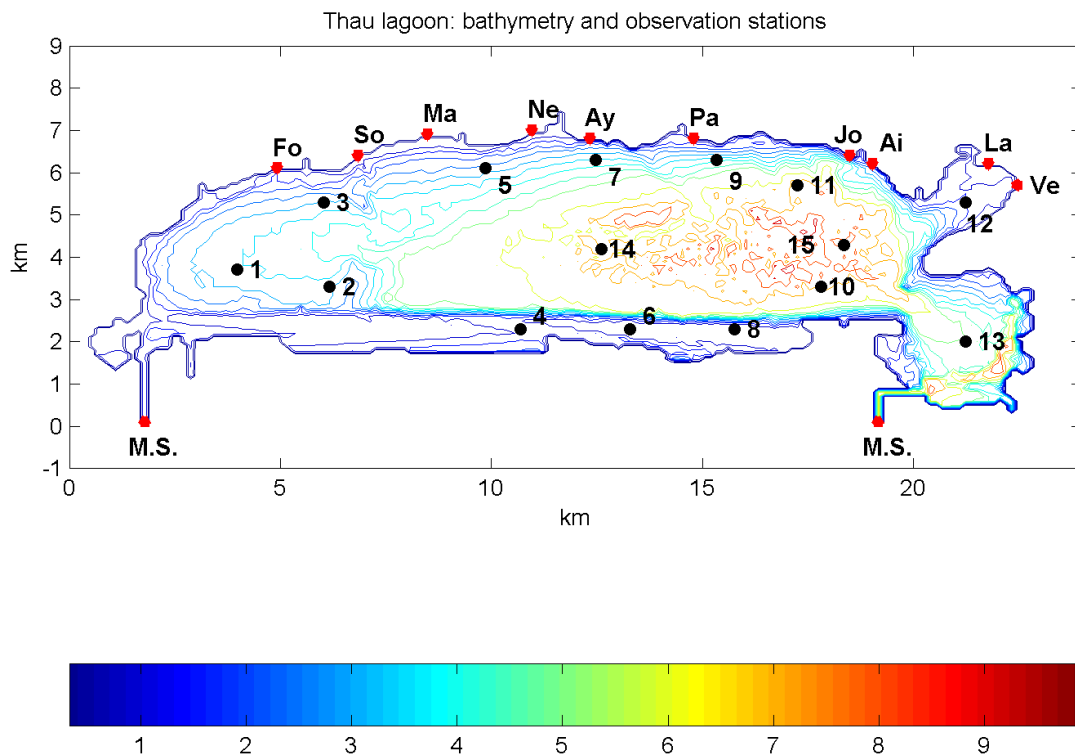 Thau lagoon: bathymetry and observation stations
9
8
7
6
5
4
3
2
1
0
-1
km
Fo
So
Ma
Ne
Ay
Pa
Jo
Ai
La
Ve
3
5
7
9
11
12
1
2
14
15
10
4
6
8
13
M.S.
M.S.
0 5 10 15 20
km
1 2 3 4 5 6 7 8 9